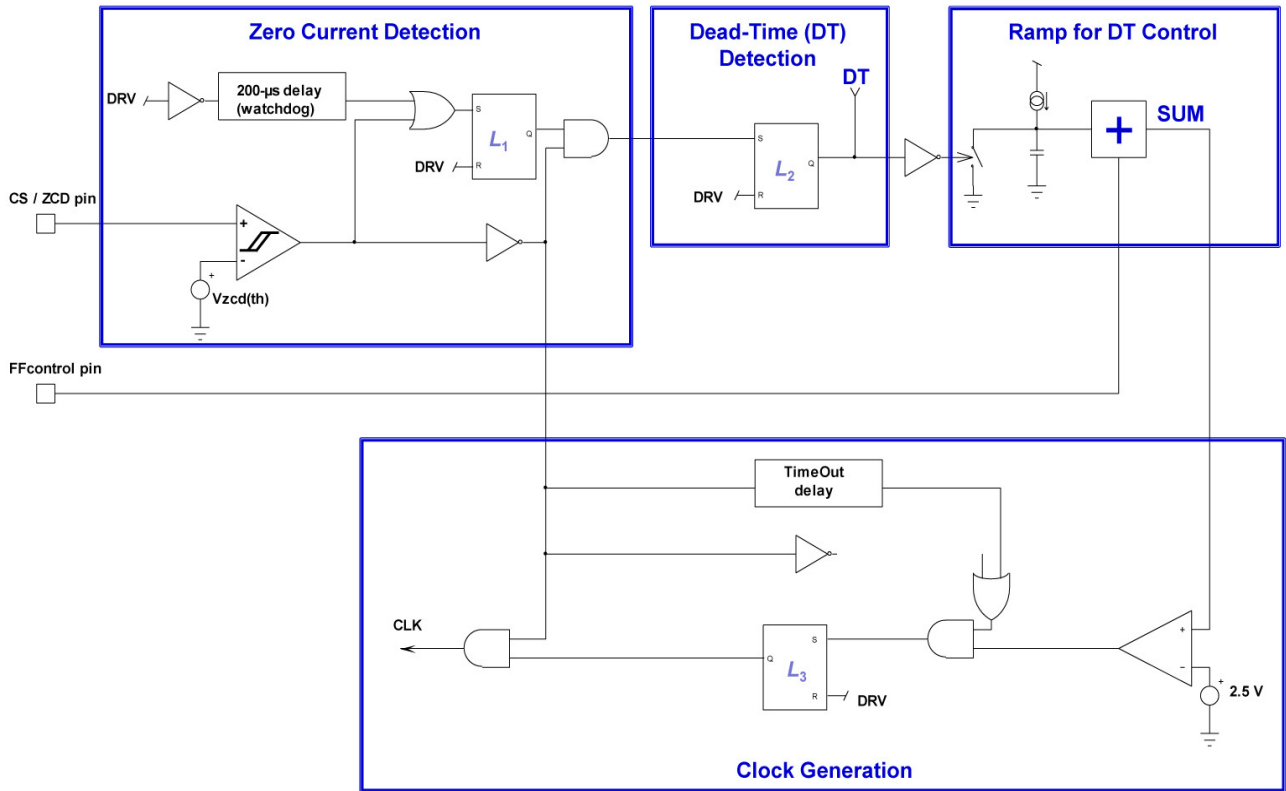 Zero Current Detection
DRV
200-µs delay
(watchdog)
S
L1
Q
R
DRV
CS / ZCD pin
+
-
+
Vzcd(th)
Dead-Time (DT)
Detection
DT
S
L2
Q
DRV
R
Ramp for DT Control
+
SUM
FFcontrol pin
TimeOut
delay
CLK
S
Q
L3
R
DRV
+
−
+
2.5 V
Clock Generation